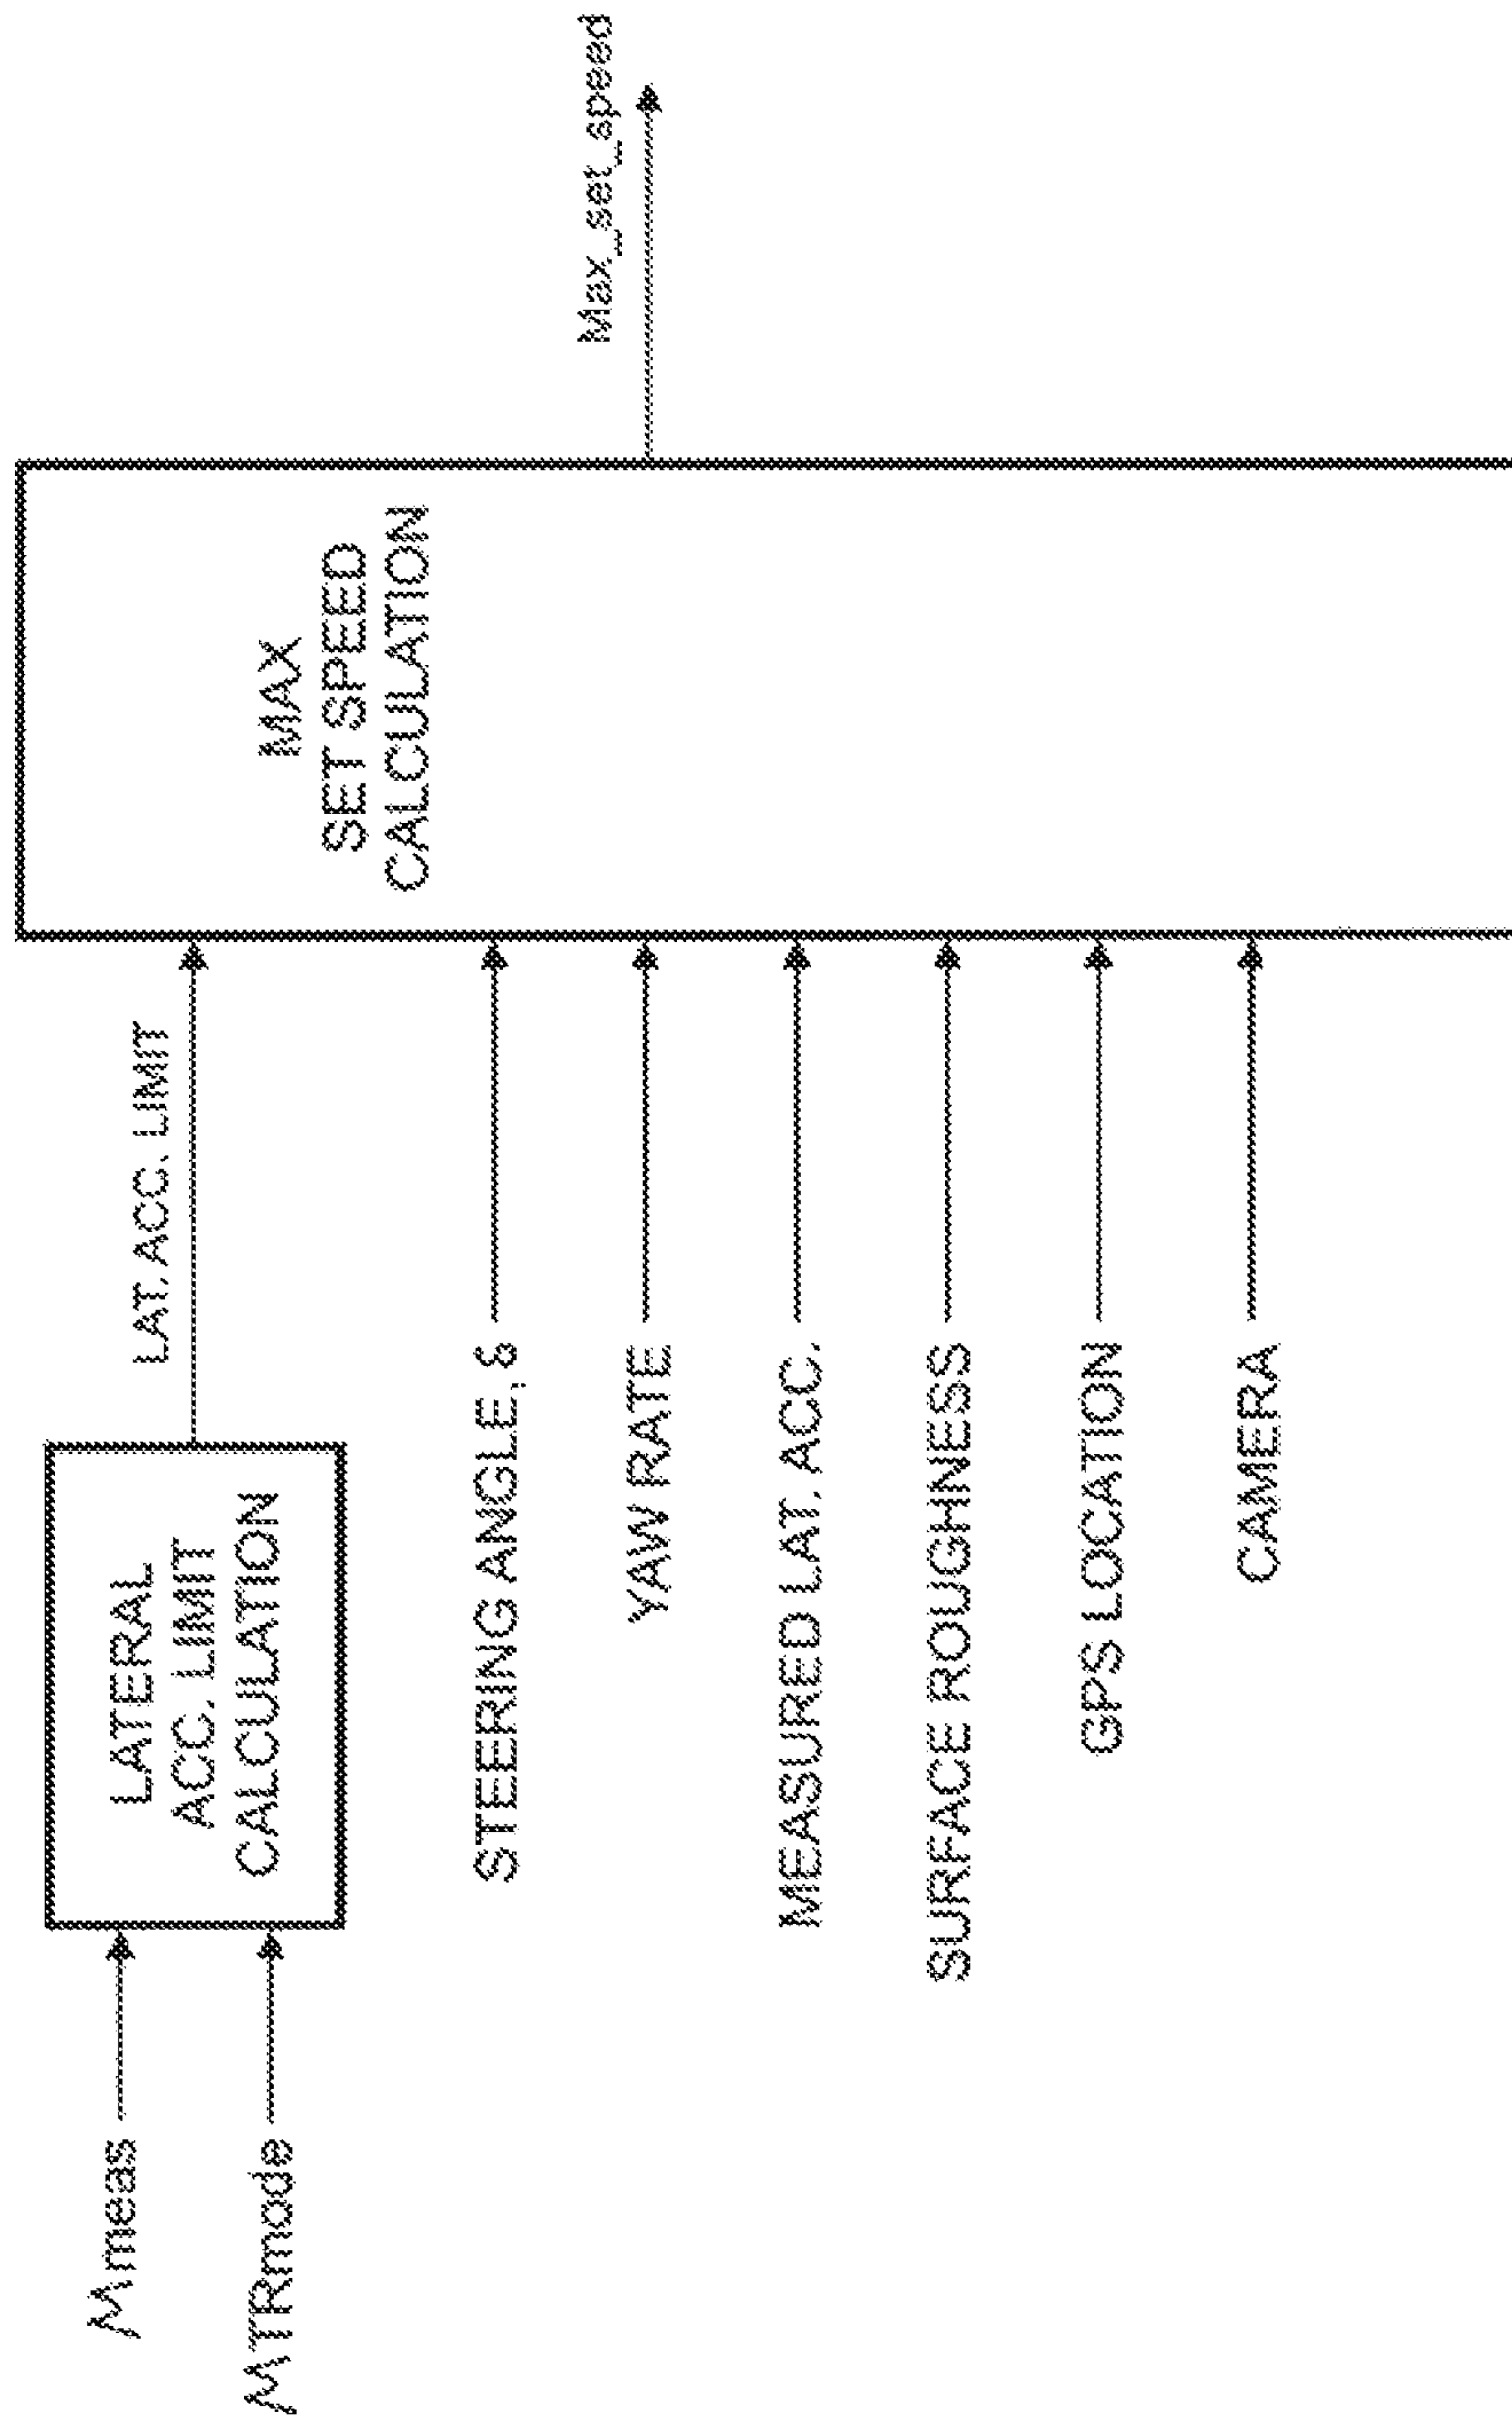 μmeas
μTRmode
LATERAL
ACC. LIMIT
CALCULATION
LAT. ACC. LIMIT
STEERING ANGLE, δ
YAW RATE
MEASURED LAT. ACC.
SURFACE ROUGHNESS
GPS LOCATION
CAMERA
MAX
SET SPEED
CALCULATION
Max_set_speed